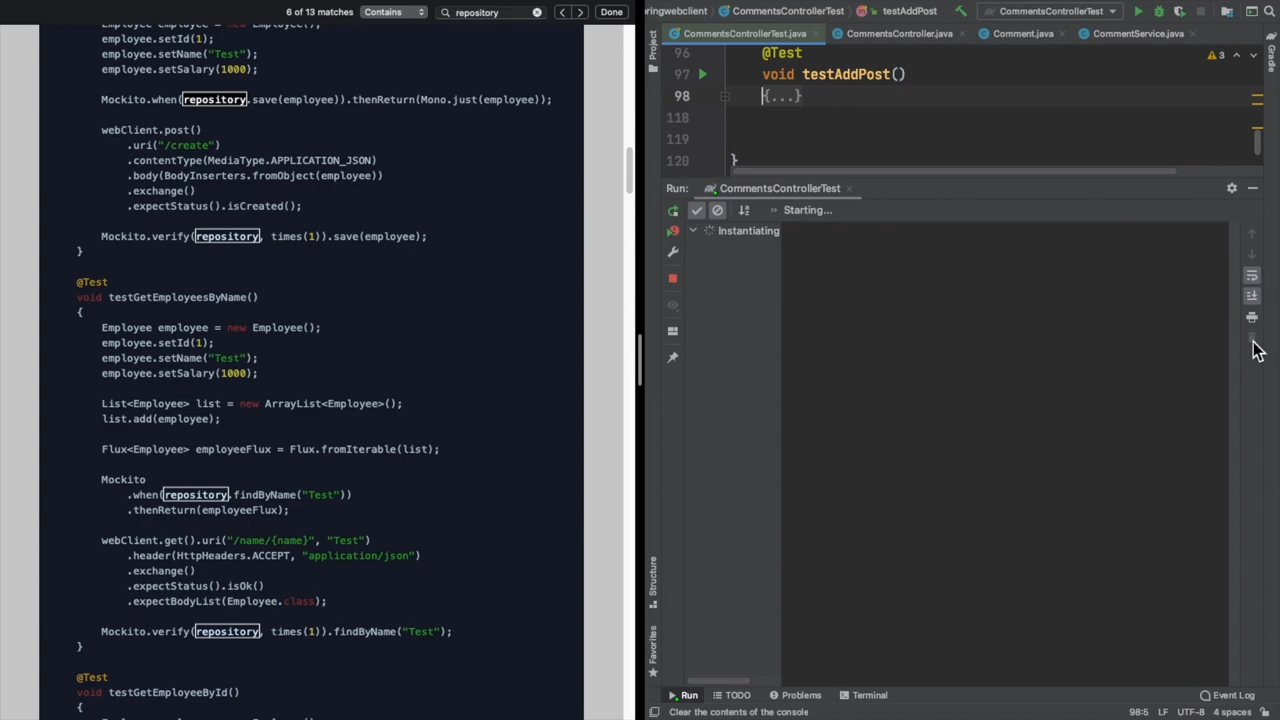 6 of 13 matches Contains repository Done
employee.setId(1);
employee.setName("Test");
employee.setSalary(1000);
Mockito.when(repository.save(employee)).thenReturn(Mono.just(employee));
webClient.post()
.uri("/create")
.contentType(MediaType.APPLICATION_JSON)
.body(BodyInserters.fromObject(employee))
.exchange()
.expectStatus().isCreated();
Mockito.verify(repository, times(1)).save(employee);
}
@Test
void testGetEmployeesByName()
{
Employee employee = new Employee();
employee.setId(1);
employee.setName("Test");
employee.setSalary(1000);
List<Employee> list = new ArrayList<Employee>();
list.add(employee);
Flux<Employee> employeeFlux = Flux.fromIterable(list);
Mockito
.when(repository.findByName("Test"))
.thenReturn(employeeFlux);
webClient.get().uri("/name/{name}", "Test")
.header(HttpHeaders.ACCEPT, "application/json")
.exchange()
.expectStatus().isOk()
.expectBodyList(Employee.class);
Mockito.verify(repository, times(1)).findByName("Test");
}
@Test
void testGetEmployeeById()
{
ringwebclient CommentsControllerTest testAddPost CommentsControllerTest
CommentsControllerTest.java CommentsController.java Comment.java CommentService.java
96 @Test 3
97 void testAddPost()
98 {...}
118
119
120 }
Run: CommentsControllerTest
Starting...
Instantiating
Project
Gradle
Structure
Favorites
Run TODO Problems Terminal Event Log
Clear the contents of the console 98:5 LF UTF-8 4 spaces